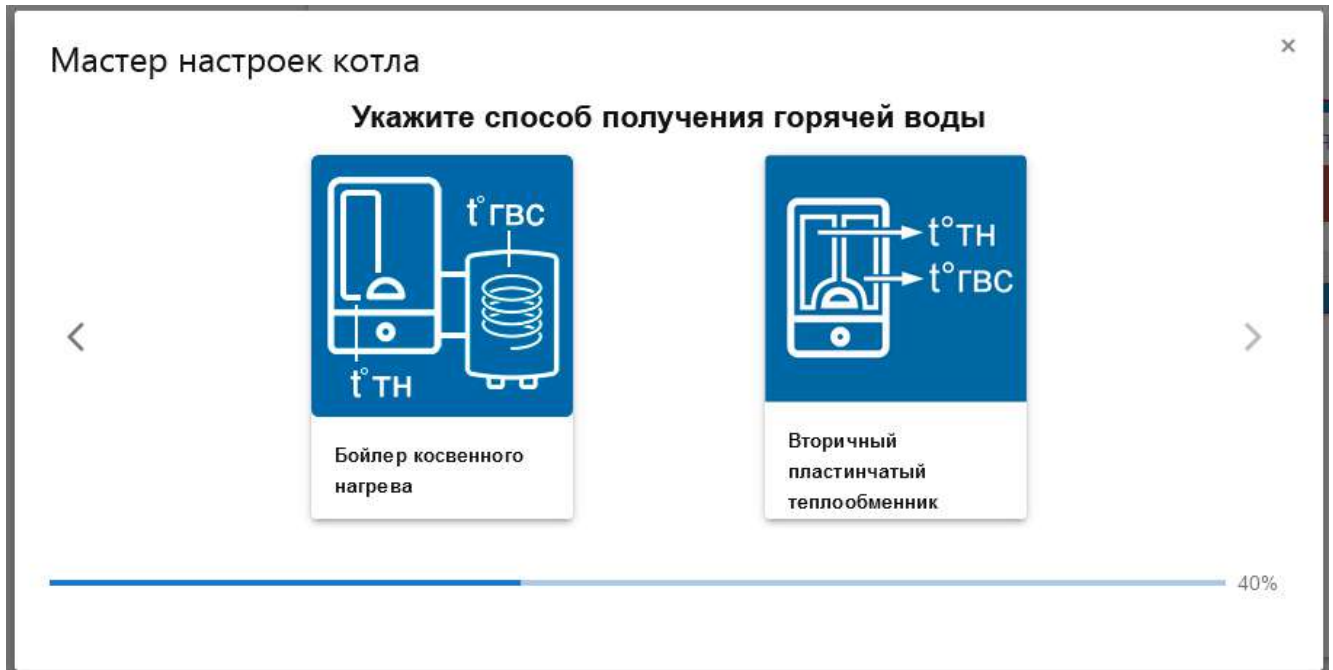 Мастер настроек котла
×
Укажите способ получения горячей воды
t°гвс
t°тн
Бойлер косвенного
нагрева
t°тн
t°гвс
Вторичный
пластинчатый
теплообменник
40%